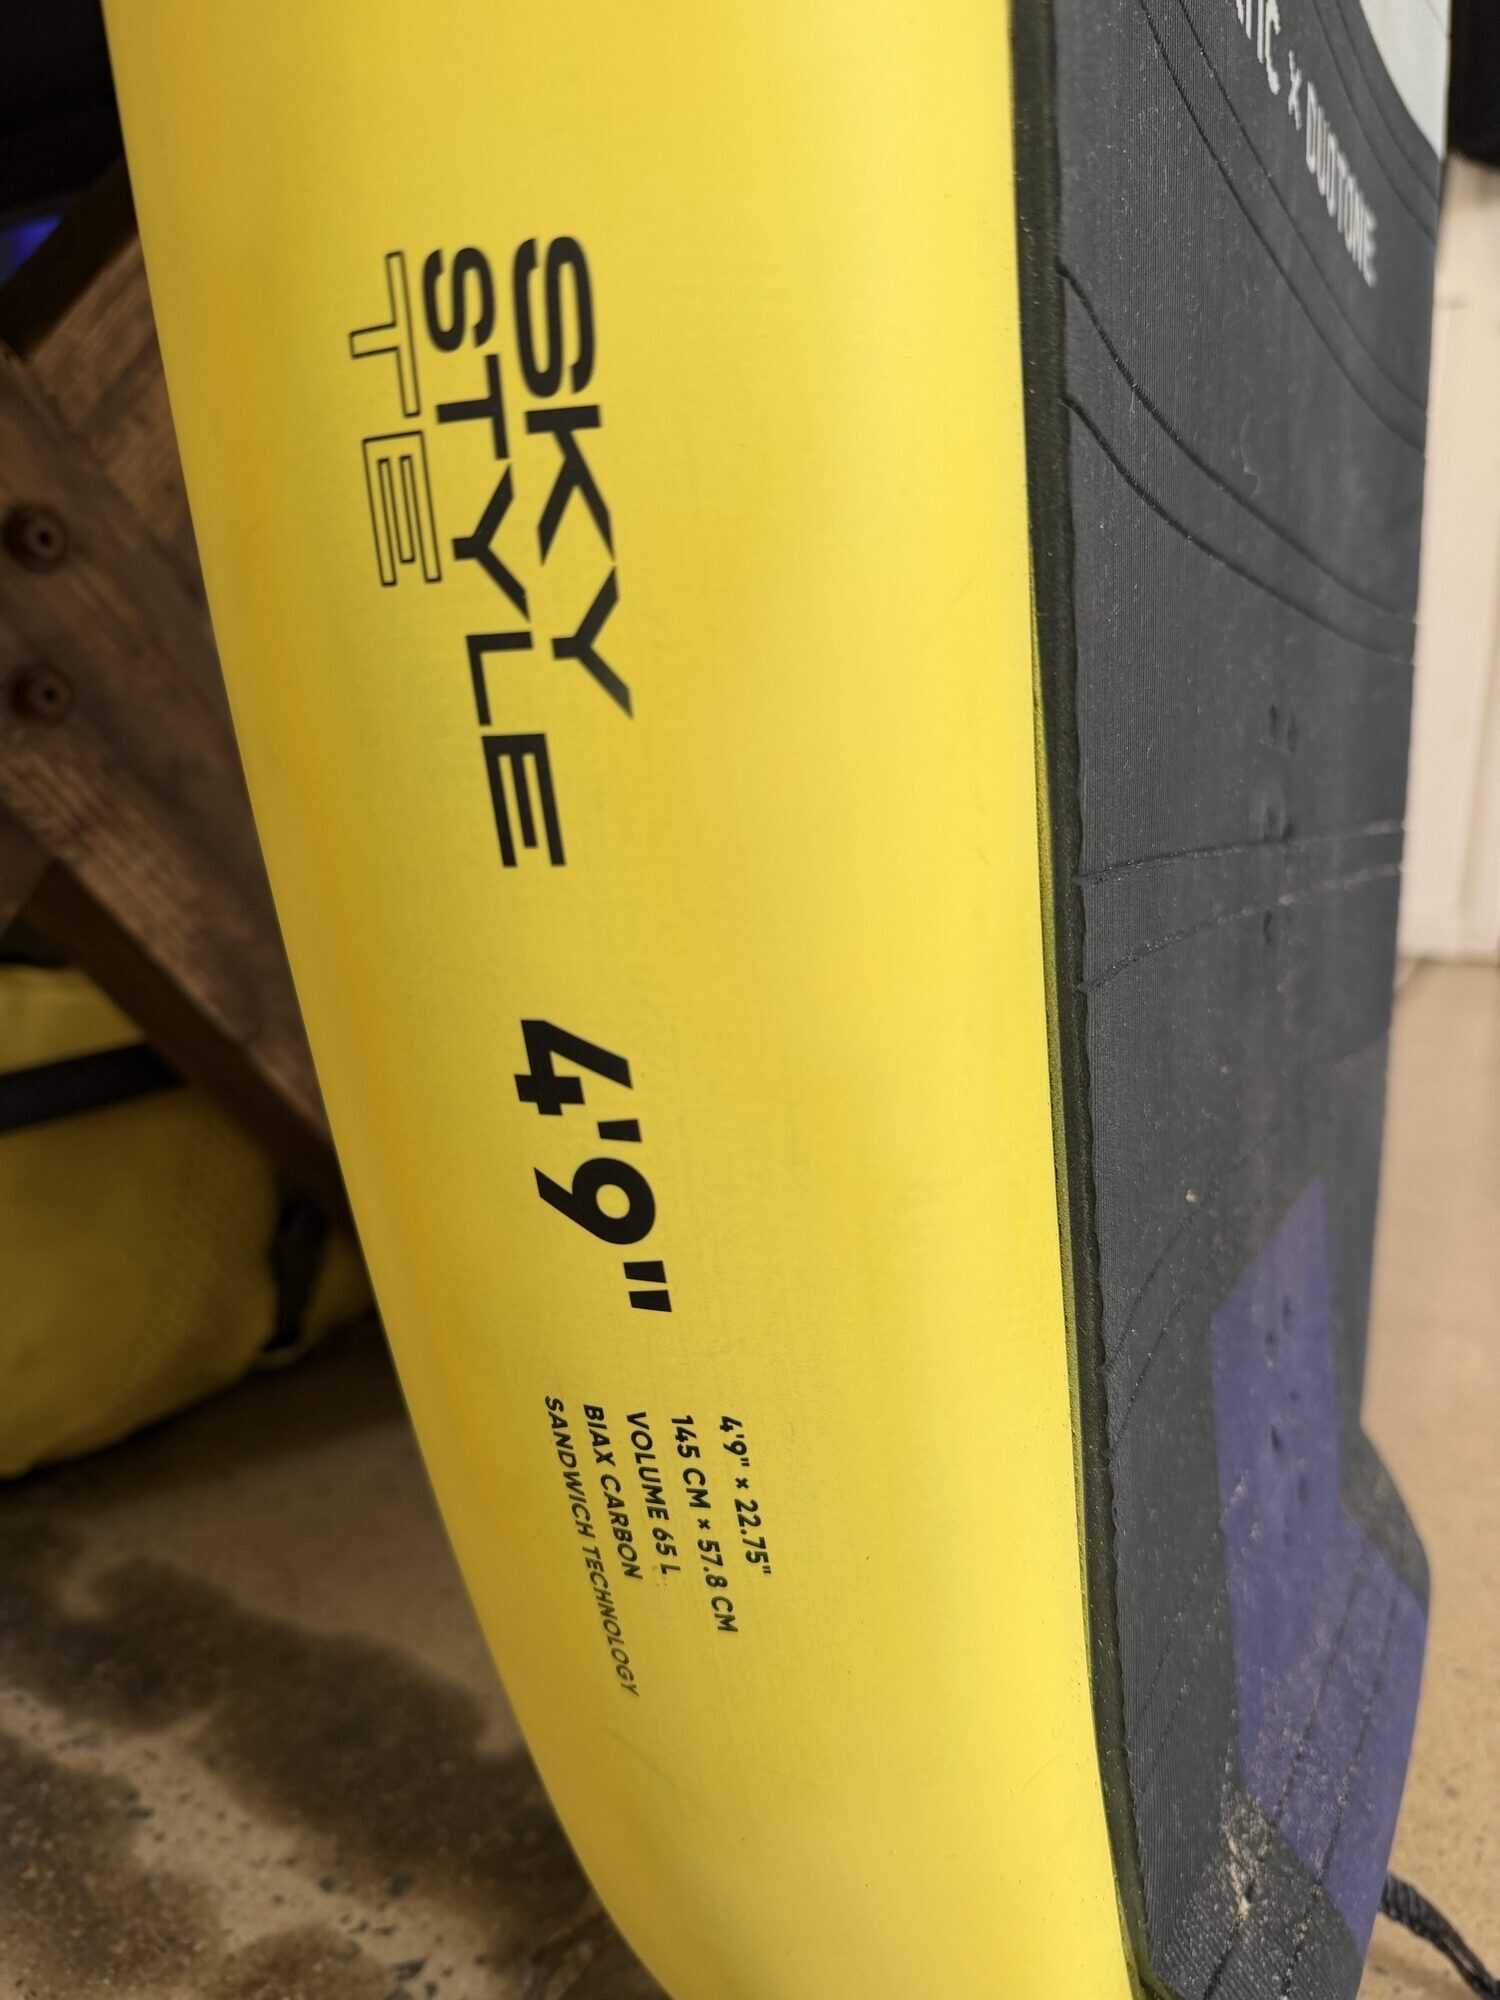 SKY
STYLE
TE
4'9"
4'9" × 22.75"
145 CM × 57.8 CM
VOLUME 65 L
BIAX CARBON
SANDWICH TECHNOLOGY
× DUOTONE